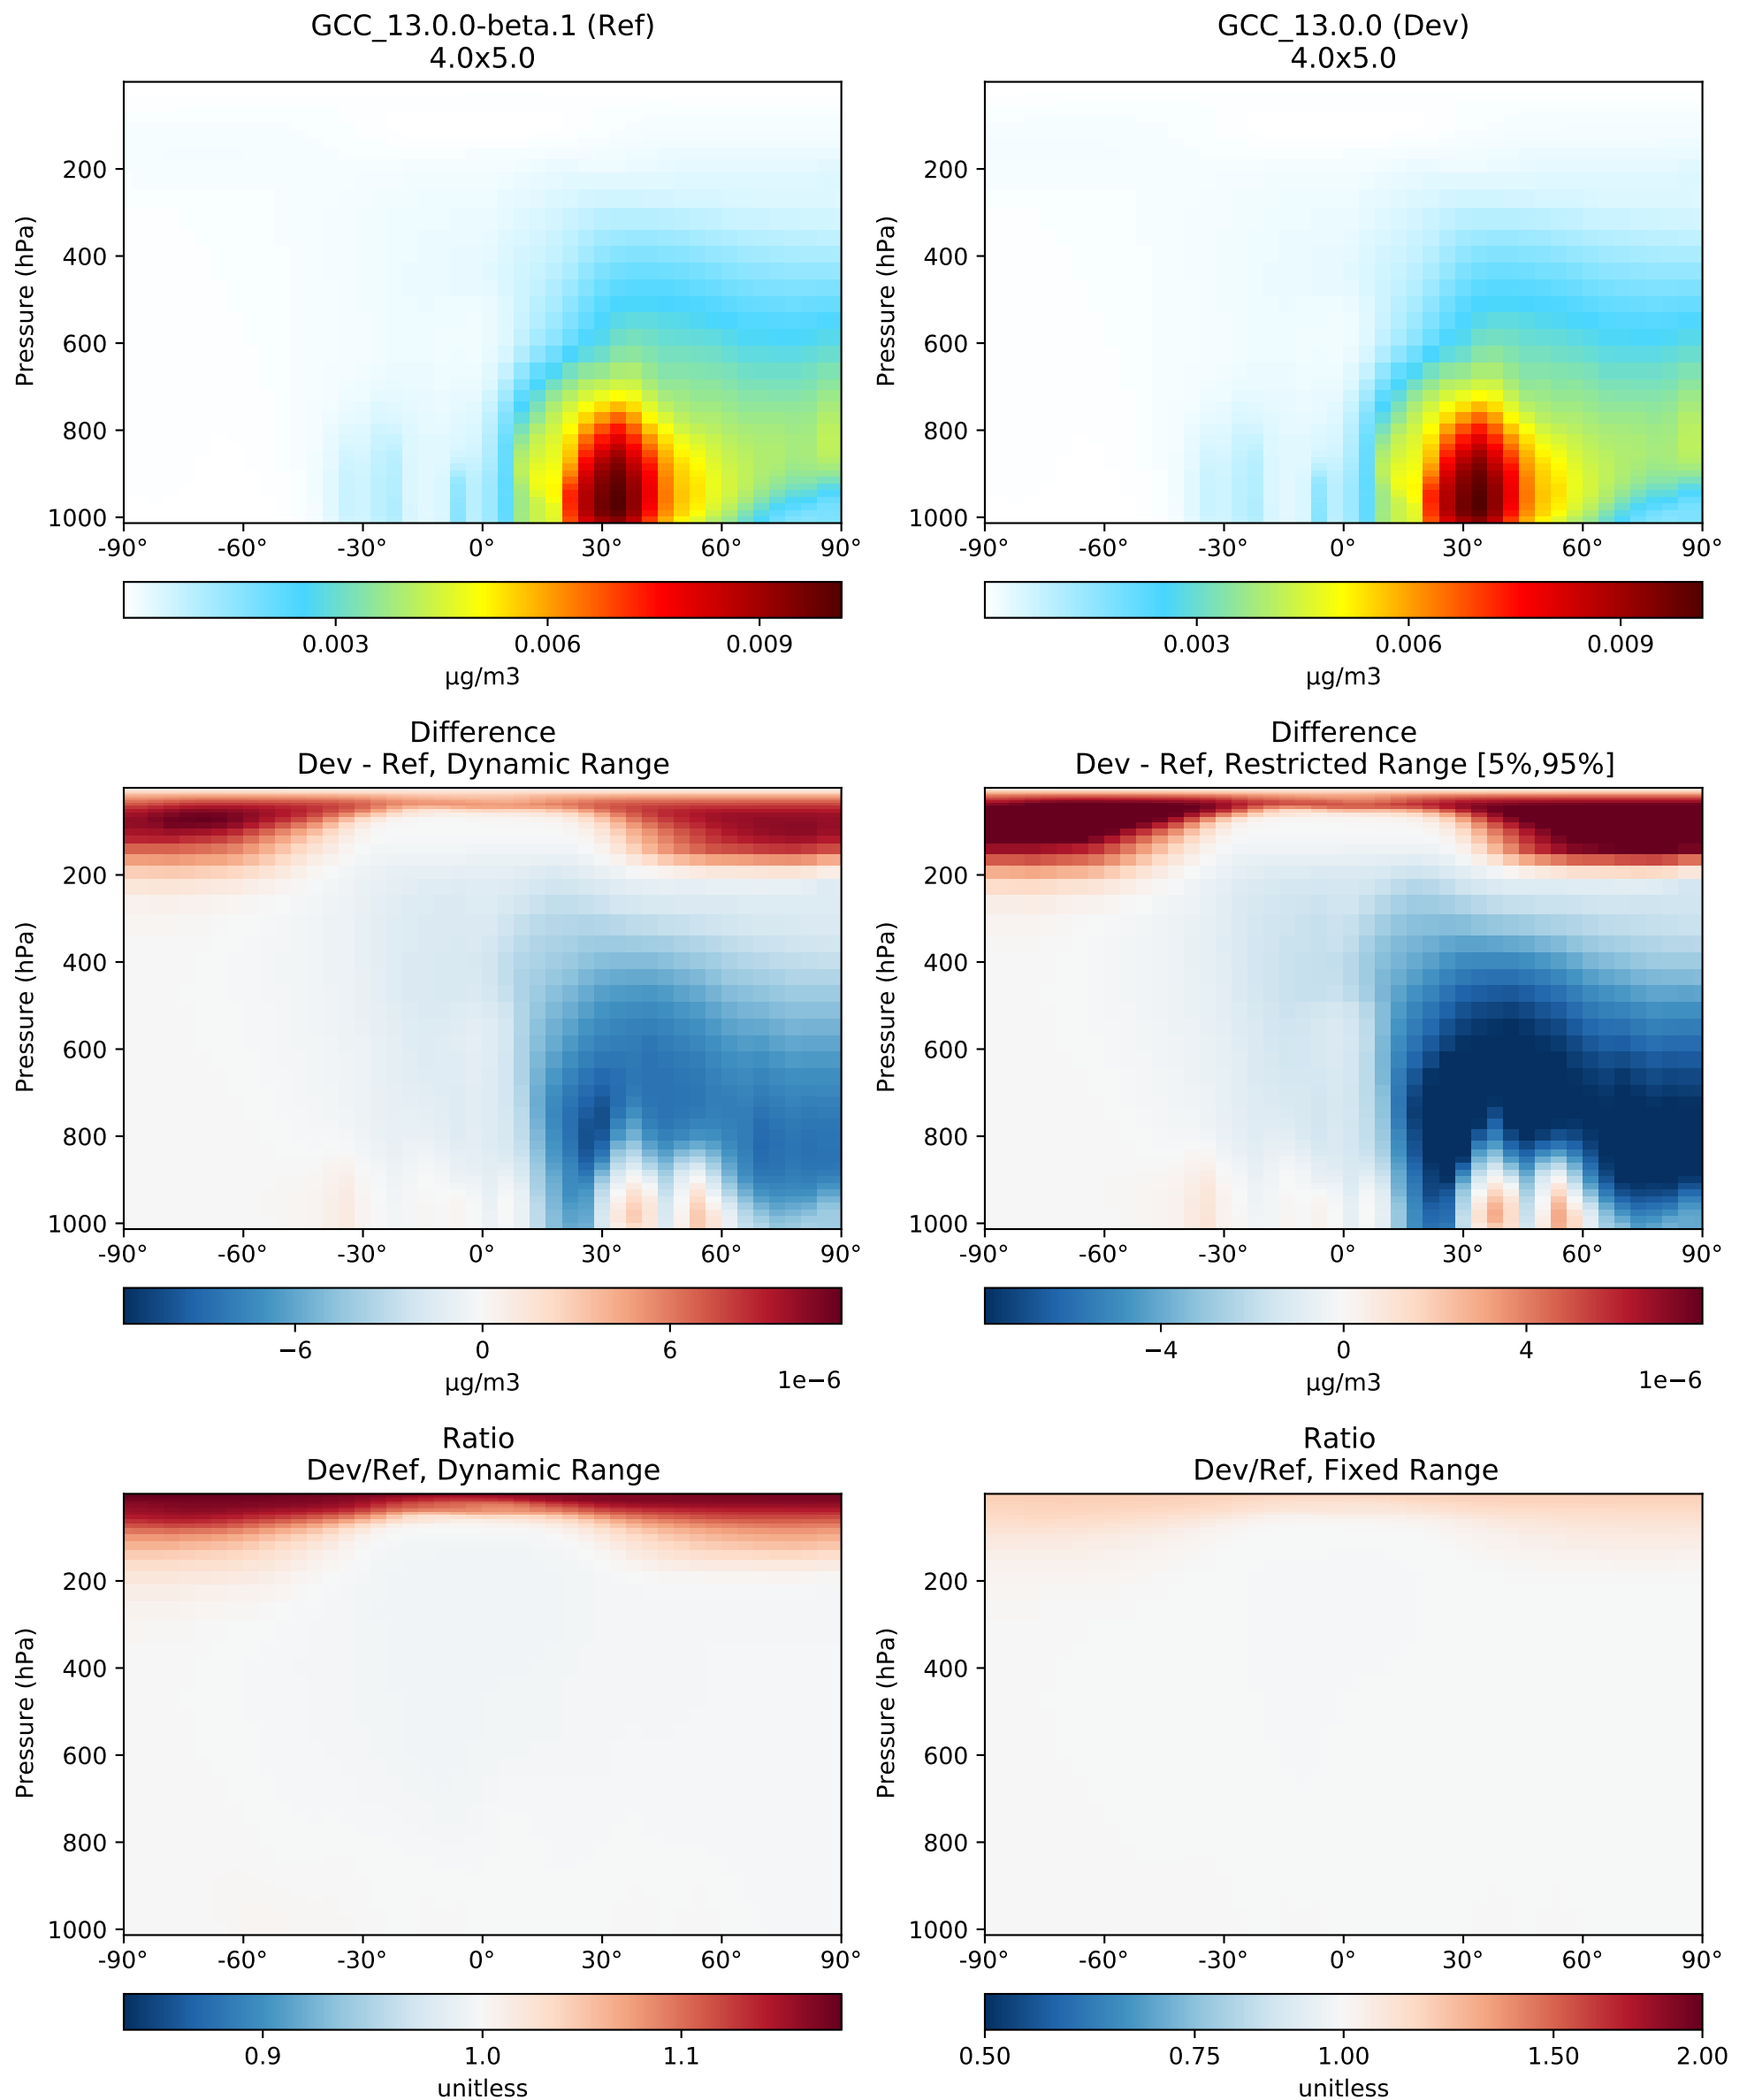 GCC_13.0.0-beta.1 (Ref)
4.0x5.0
GCC_13.0.0 (Dev)
4.0x5.0
Pressure (hPa)
200
400
600
800
1000
-90° -60° -30° 0° 30° 60° 90°
0.003 0.006 0.009
µg/m3
Pressure (hPa)
200
400
600
800
1000
-90° -60° -30° 0° 30° 60° 90°
0.003 0.006 0.009
µg/m3
Difference
Dev - Ref, Dynamic Range
Pressure (hPa)
200
400
600
800
1000
-90° -60° -30° 0° 30° 60° 90°
−6 0 6
µg/m3 1e−6
Difference
Dev - Ref, Restricted Range [5%,95%]
Pressure (hPa)
200
400
600
800
1000
-90° -60° -30° 0° 30° 60° 90°
−4 0 4
µg/m3 1e−6
Ratio
Dev/Ref, Dynamic Range
Pressure (hPa)
200
400
600
800
1000
-90° -60° -30° 0° 30° 60° 90°
0.9 1.0 1.1
unitless
Ratio
Dev/Ref, Fixed Range
Pressure (hPa)
200
400
600
800
1000
-90° -60° -30° 0° 30° 60° 90°
0.50 0.75 1.00 1.50 2.00
unitless